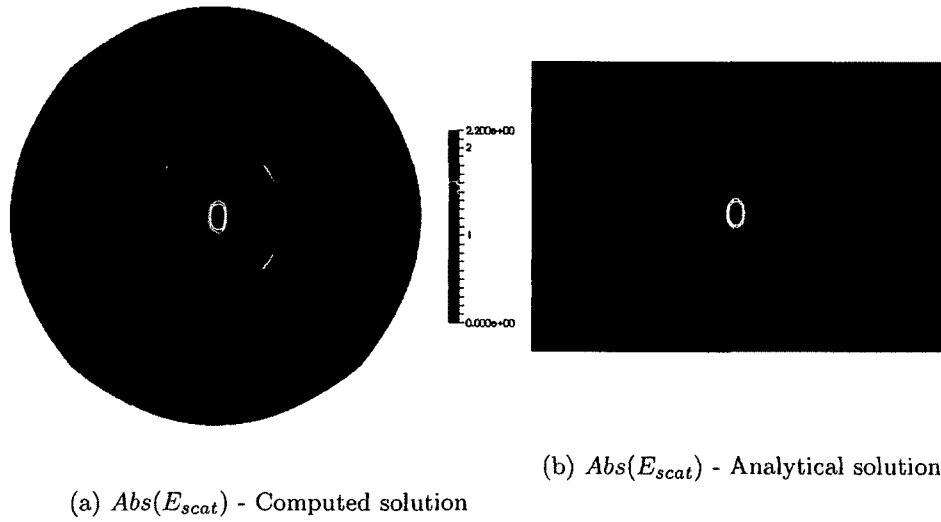 2.200e+00
2
1
0.000e+00
(b) Abs(E_scat) - Analytical solution
(a) Abs(E_scat) - Computed solution